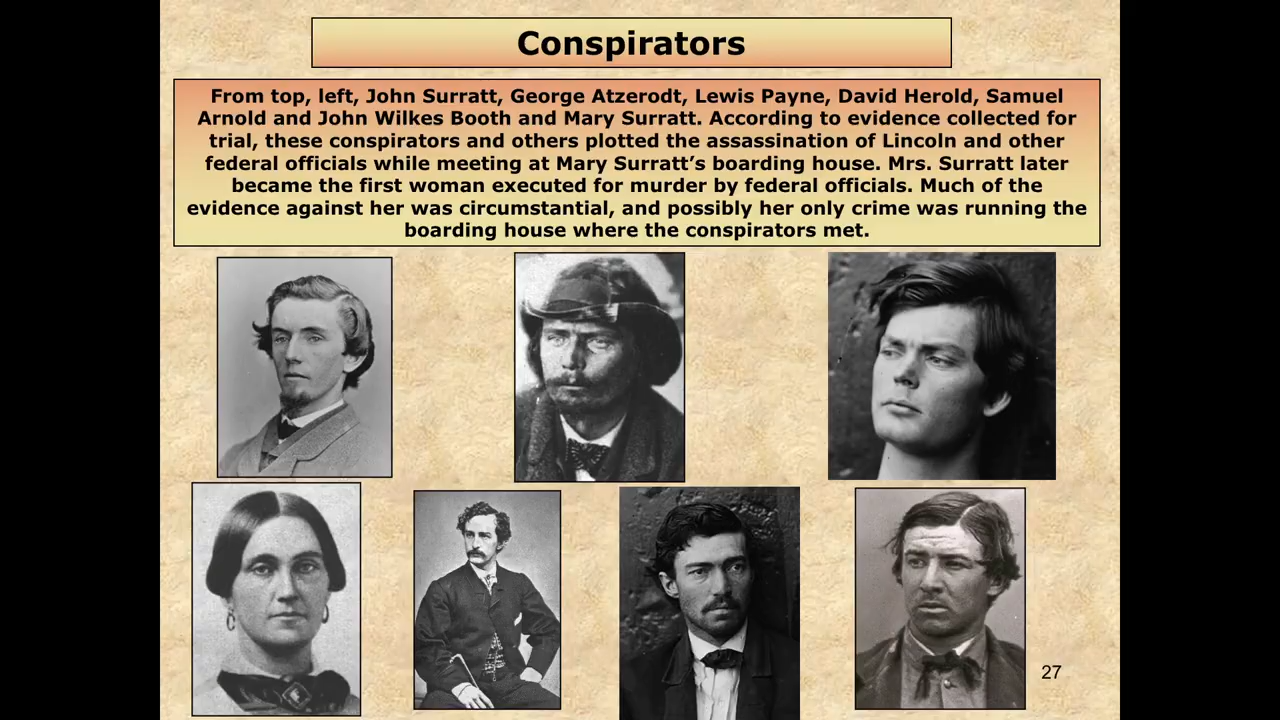 Conspirators
From top, left, John Surratt, George Atzerodt, Lewis Payne, David Herold, Samuel
Arnold and John Wilkes Booth and Mary Surratt. According to evidence collected for
trial, these conspirators and others plotted the assassination of Lincoln and other
federal officials while meeting at Mary Surratt’s boarding house. Mrs. Surratt later
became the first woman executed for murder by federal officials. Much of the
evidence against her was circumstantial, and possibly her only crime was running the
boarding house where the conspirators met.
27